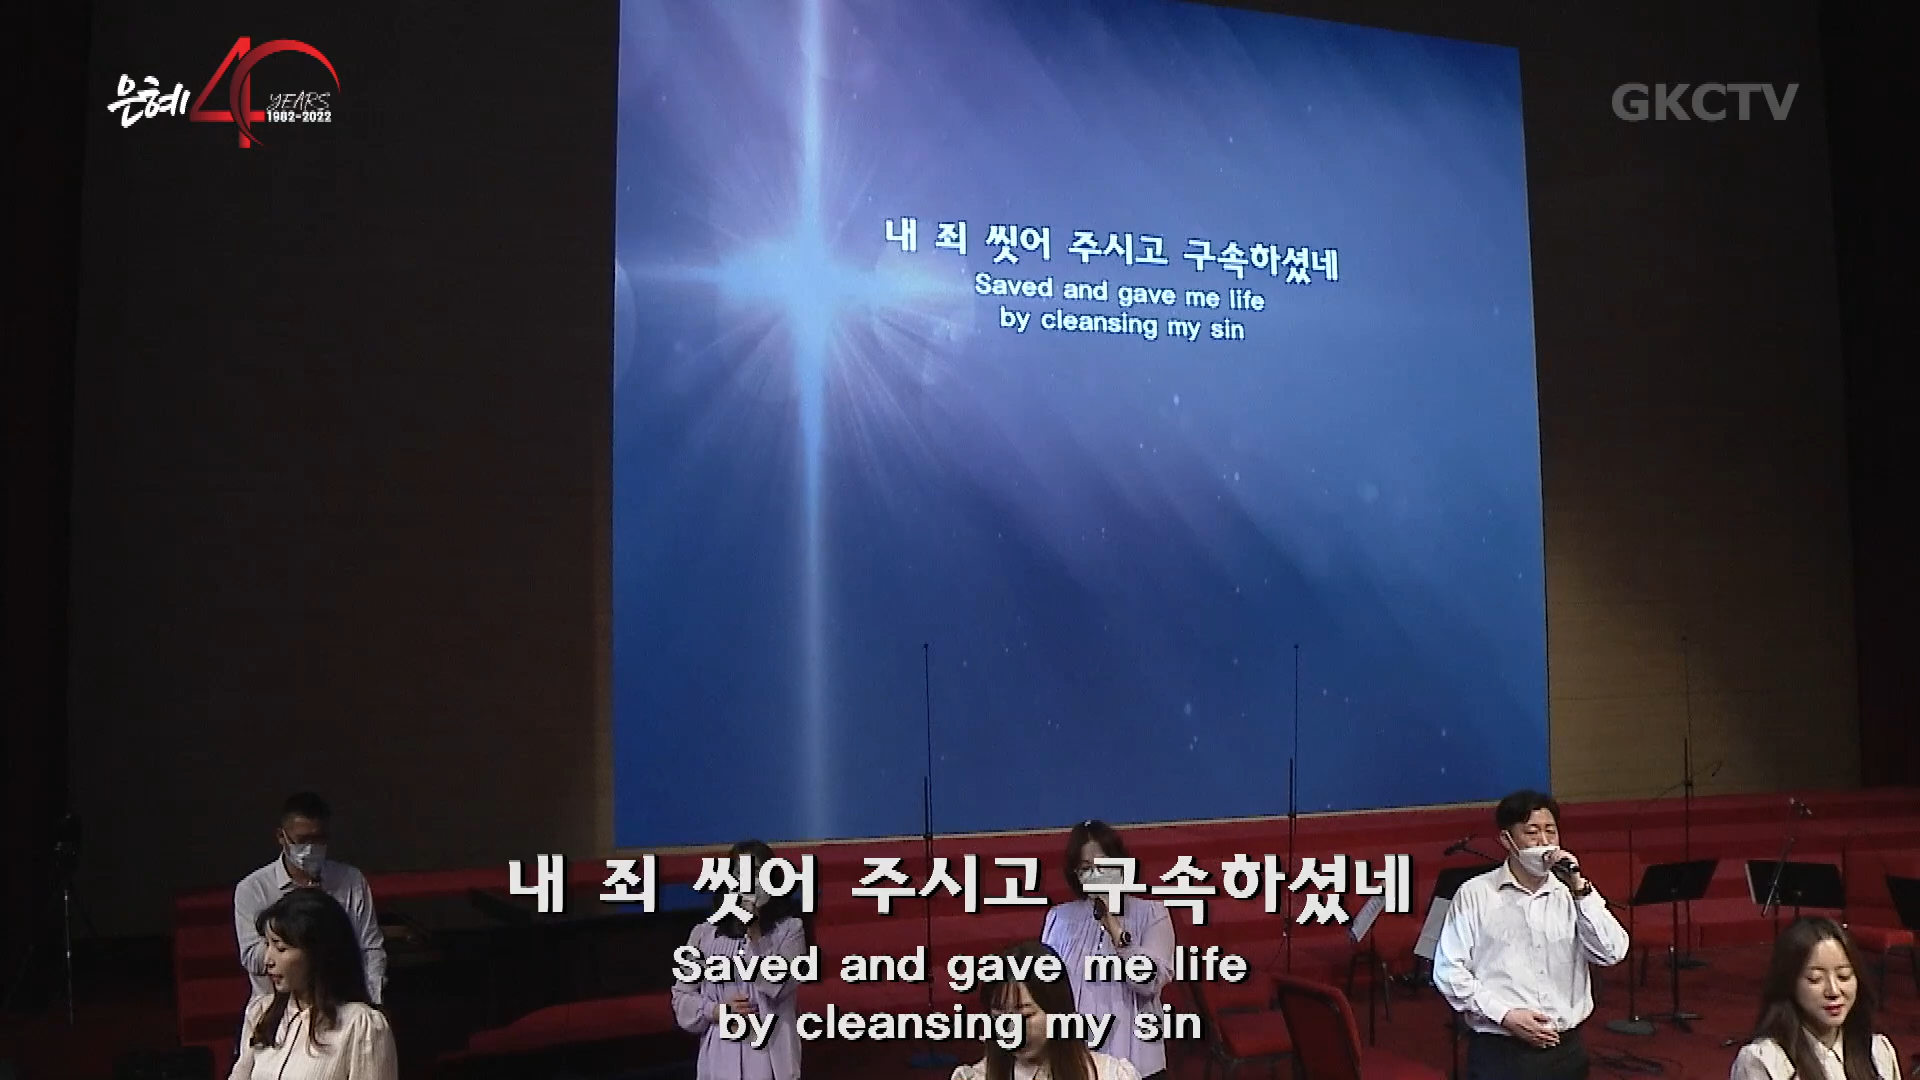 은혜 40
YEARS
1982-2022
GKCTV
내 죄 씻어 주시고 구속하셨네
Saved and gave me life
by cleansing my sin
내 죄 씻어 주시고 구속하셨네
Saved and gave me life
by cleansing my sin